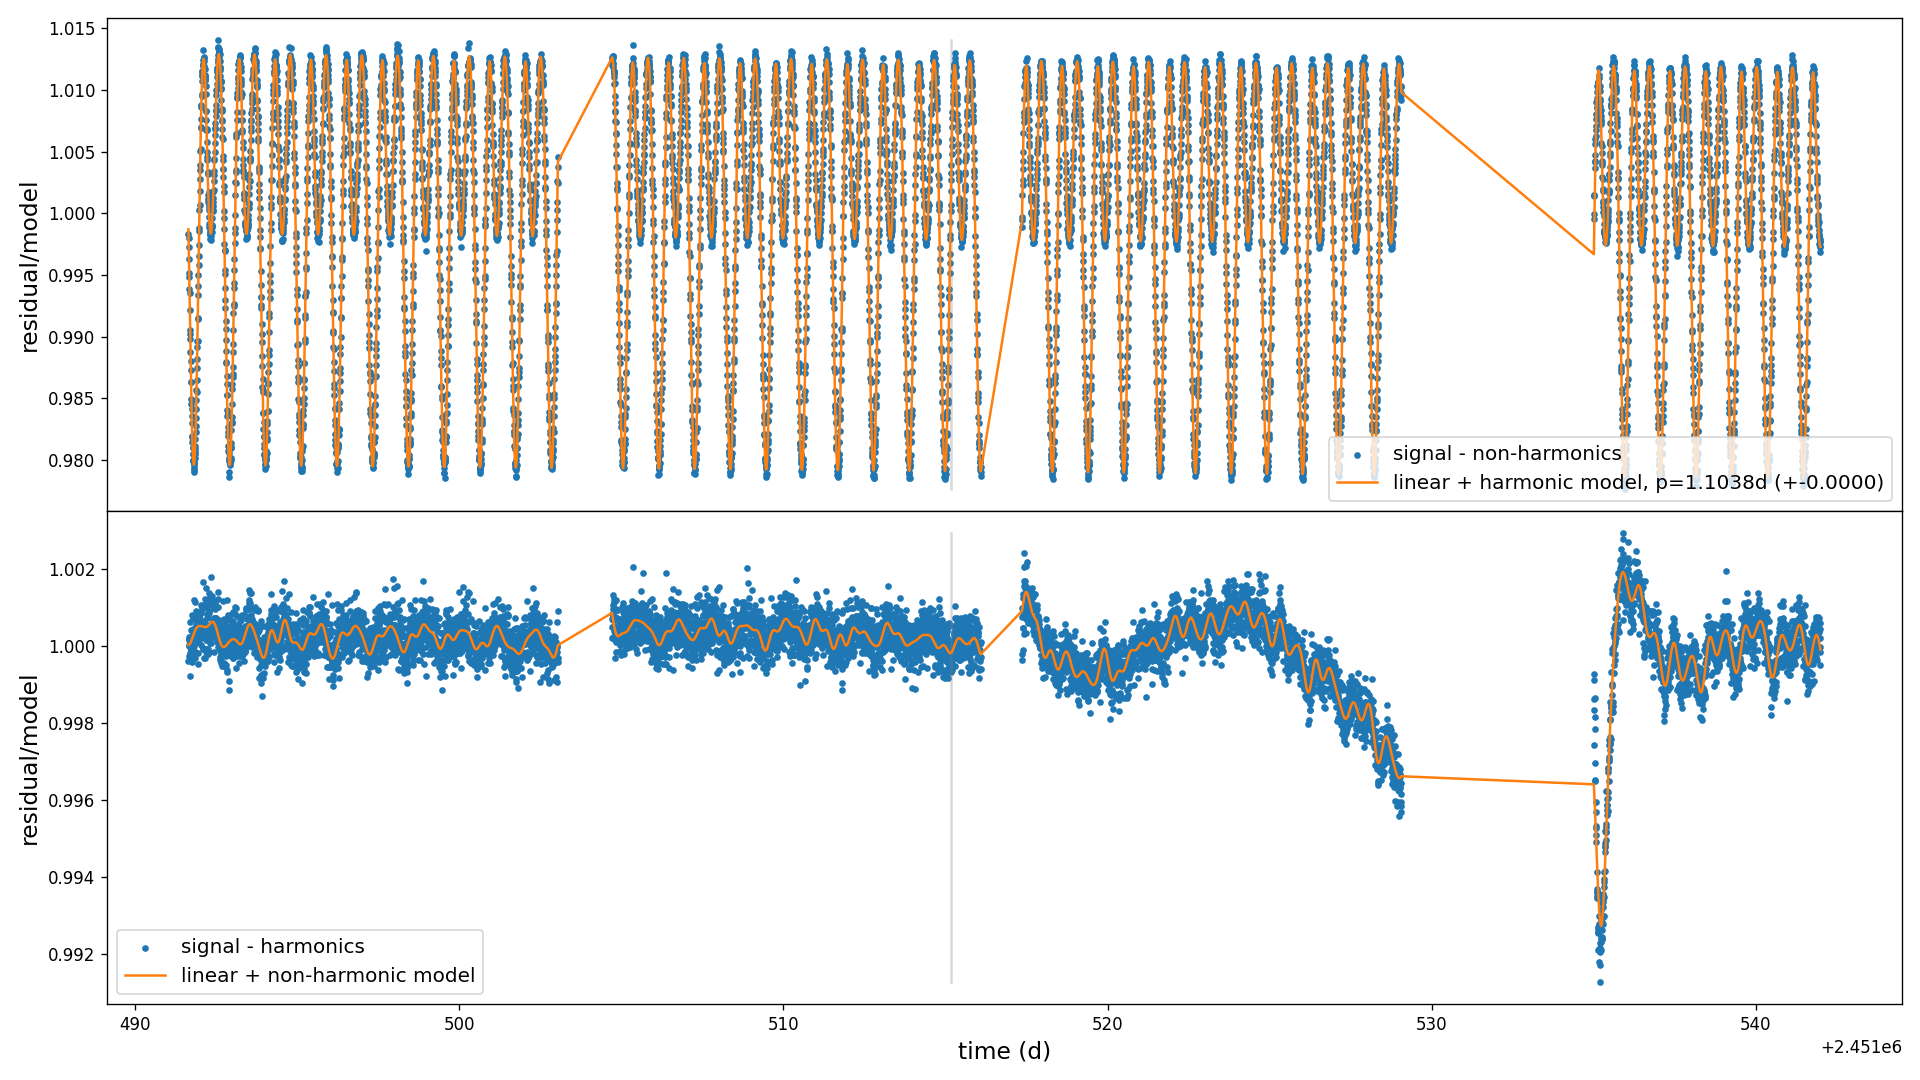 1.015
1.010
1.005
1.000
0.995
0.990
0.985
0.980
residual/model
signal - non-harmonics
linear + harmonic model, p=1.1038d (+-0.0000)
1.002
1.000
0.998
0.996
0.994
0.992
residual/model
signal - harmonics
linear + non-harmonic model
490
500
510
520
530
540
time (d)
+2.451e6